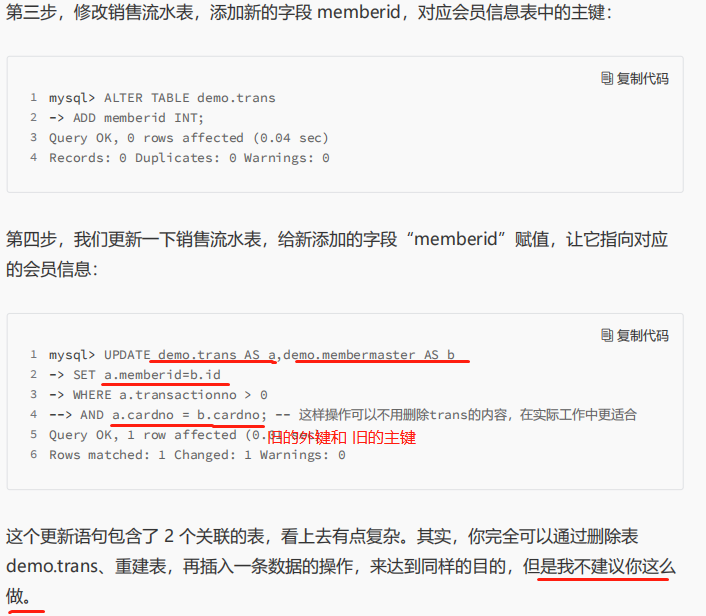 第三步，修改销售流水表，添加新的字段 memberid，对应会员信息表中的主键：
复制代码
1 mysql> ALTER TABLE demo.trans
2 -> ADD memberid INT;
3 Query OK, 0 rows affected (0.04 sec)
4 Records: 0 Duplicates: 0 Warnings: 0
第四步，我们更新一下销售流水表，给新添加的字段“memberid”赋值，让它指向对应
的会员信息：
复制代码
1 mysql> UPDATE demo.trans AS a,demo.membermaster AS b
2 -> SET a.memberid=b.id
3 -> WHERE a.transactionno > 0
4 --> AND a.cardno = b.cardno; -- 这样操作可以不用删除trans的内容，在实际工作中更适合
5 Query OK, 1 row affected (0.
旧的外键和 旧的主键
6 Rows matched: 1 Changed: 1 Warnings: 0
这个更新语句包含了 2 个关联的表，看上去有点复杂。其实，你完全可以通过删除表
demo.trans、重建表，再插入一条数据的操作，来达到同样的目的，但是我不建议你这么
做。